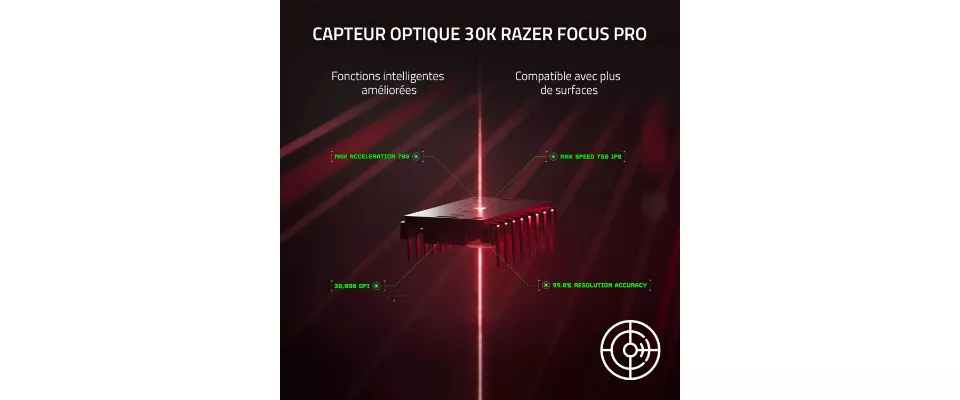 CAPTEUR OPTIQUE 30K RAZER FOCUS PRO
Fonctions intelligentes
améliorées
Compatible avec plus
de surfaces
MAX ACCELERATION 70G
MAX SPEED 750 IPS
30,000 DPI
99.8% RESOLUTION ACCURACY